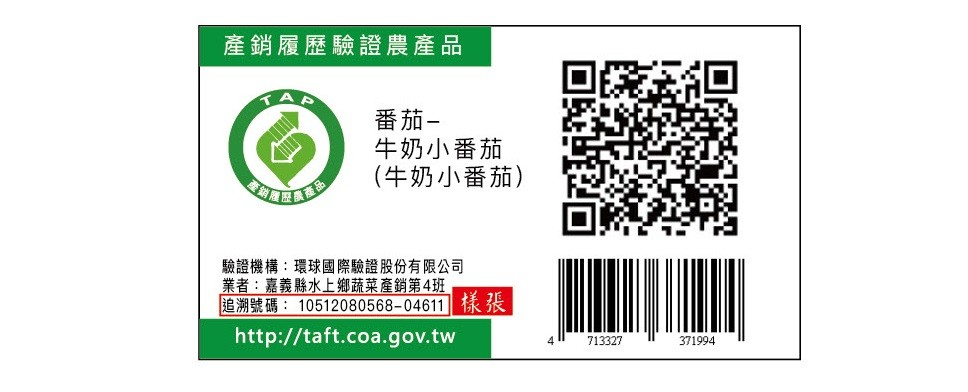 產銷履歷驗證農產品
TAP
產銷履歷農產品
番茄–
牛奶小番茄
(牛奶小番茄)
驗證機構：環球國際驗證股份有限公司
業者：嘉義縣水上鄉蔬菜產銷第4班
追溯號碼： 10512080568–04611
樣張
http://taft.coa.gov.tw
4 713327 371994